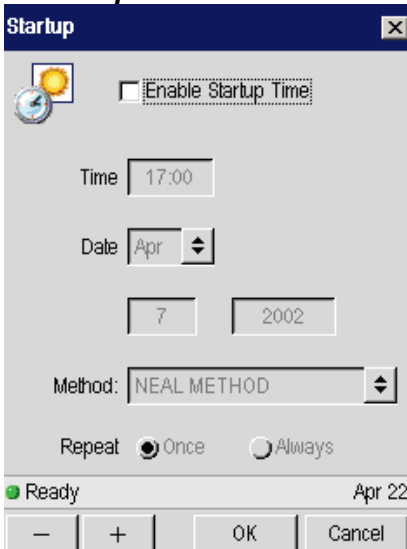 Startup
Enable Startup Time
Time 17:00
Date Apr
7 2002
Method: NEAL METHOD
Repeat Once Always
Ready Apr 22
− + OK Cancel